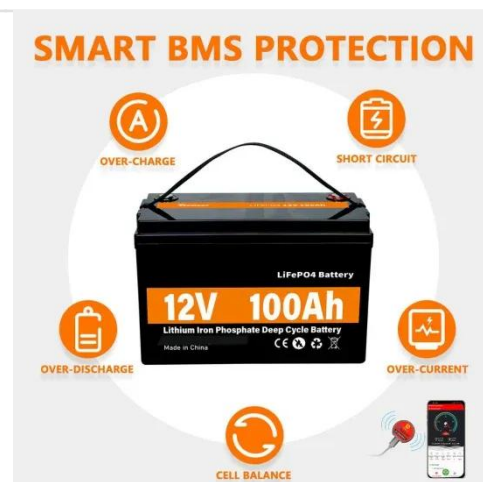 SMART BMS PROTECTION
OVER-CHARGE
SHORT CIRCUIT
LiFePO4 Battery
12V 100Ah
Lithium Iron Phosphate Deep Cycle Battery
Made in China
CE
OVER-DISCHARGE
OVER-CURRENT
CELL BALANCE